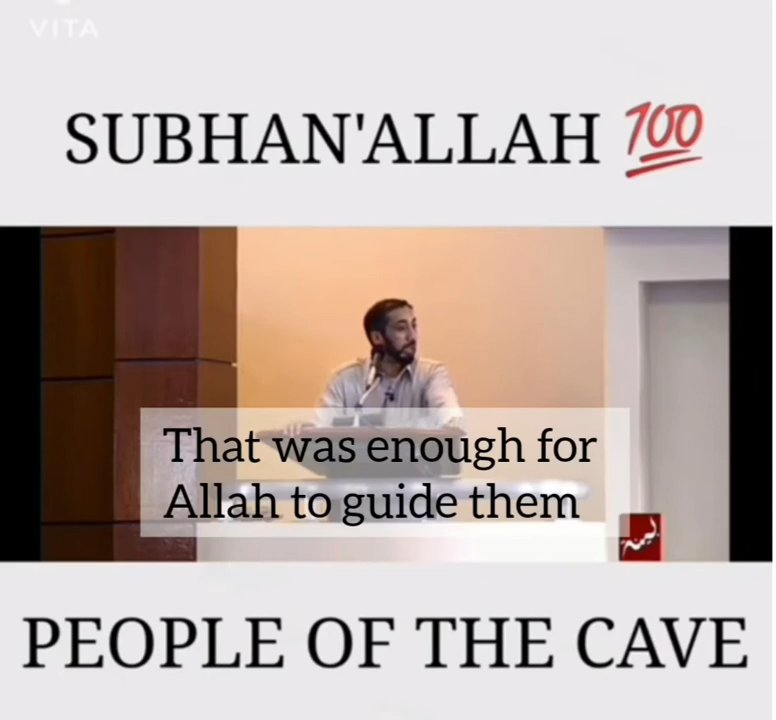 VITA
SUBHAN'ALLAH 💯
That was enough for
Allah to guide them
PEOPLE OF THE CAVE